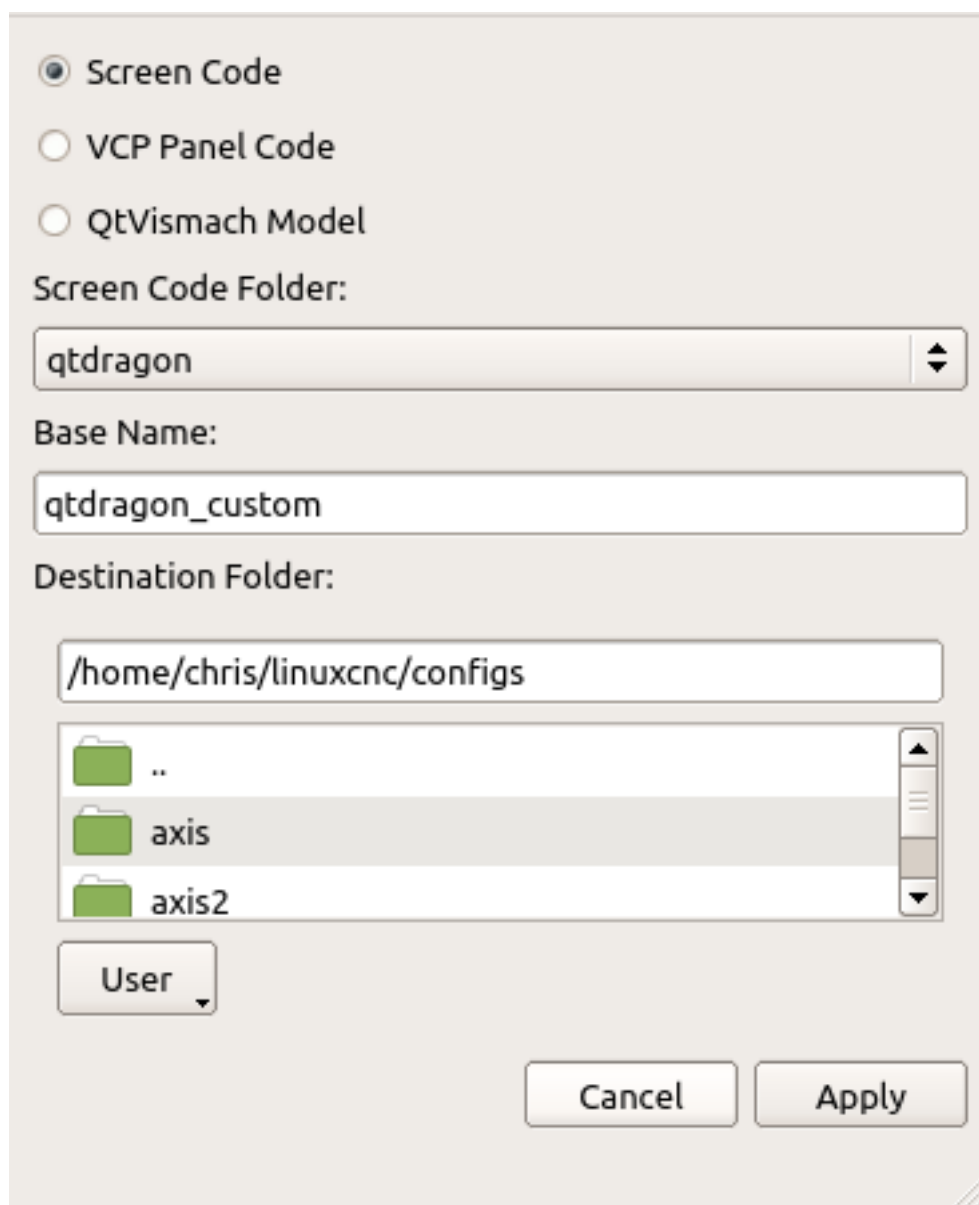 Screen Code
VCP Panel Code
QtVismach Model
Screen Code Folder:
qtdragon
Base Name:
qtdragon_custom
Destination Folder:
/home/chris/linuxcnc/configs
..
axis
axis2
User
Cancel Apply